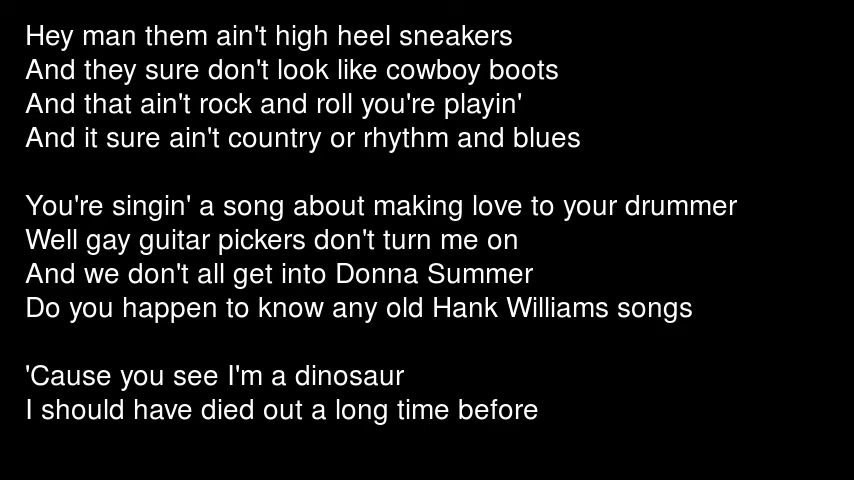 Hey man them ain't high heel sneakers
And they sure don't look like cowboy boots
And that ain't rock and roll you're playin'
And it sure ain't country or rhythm and blues

You're singin' a song about making love to your drummer
Well gay guitar pickers don't turn me on
And we don't all get into Donna Summer
Do you happen to know any old Hank Williams songs

'Cause you see I'm a dinosaur
I should have died out a long time before